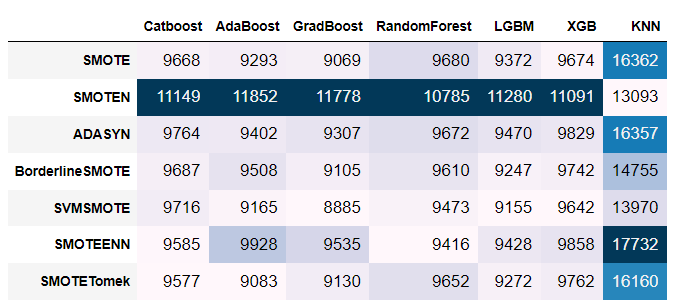 Catboost AdaBoost GradBoost RandomForest LGBM XGB KNN
SMOTE 9668 9293 9069 9680 9372 9674 16362
SMOTEN 11149 11852 11778 10785 11280 11091 13093
ADASYN 9764 9402 9307 9672 9470 9829 16357
BorderlineSMOTE 9687 9508 9105 9610 9247 9742 14755
SVMSMOTE 9716 9165 8885 9473 9155 9642 13970
SMOTEENN 9585 9928 9535 9416 9428 9858 17732
SMOTETomek 9577 9083 9130 9652 9272 9762 16160